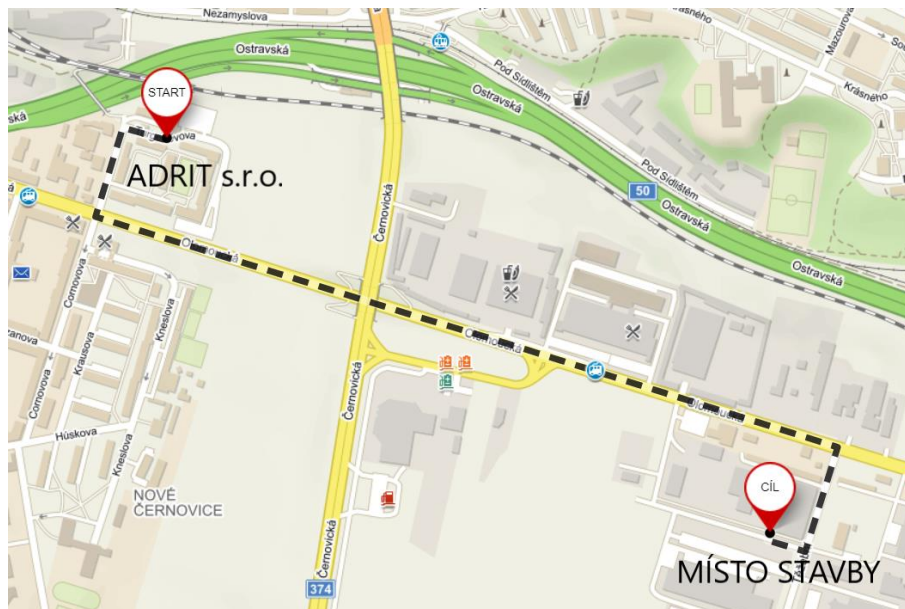 Nezamyslova
Ostravská
Pod Sídlištěm
Ostravská
Krásného
Mazourova
START
ADRIT s.r.o.
Černovická
50
Pod Sídlištěm
Ostravská
Ostravská
Olomoucká
Cornovova
Kneslova
Krausova
Olomoucká
Cornovova
Černovická
Olomoucká
Húskova
Kneslova
NOVÉ
ČERNOVICE
Černovická
CÍL
MÍSTO STAVBY
374